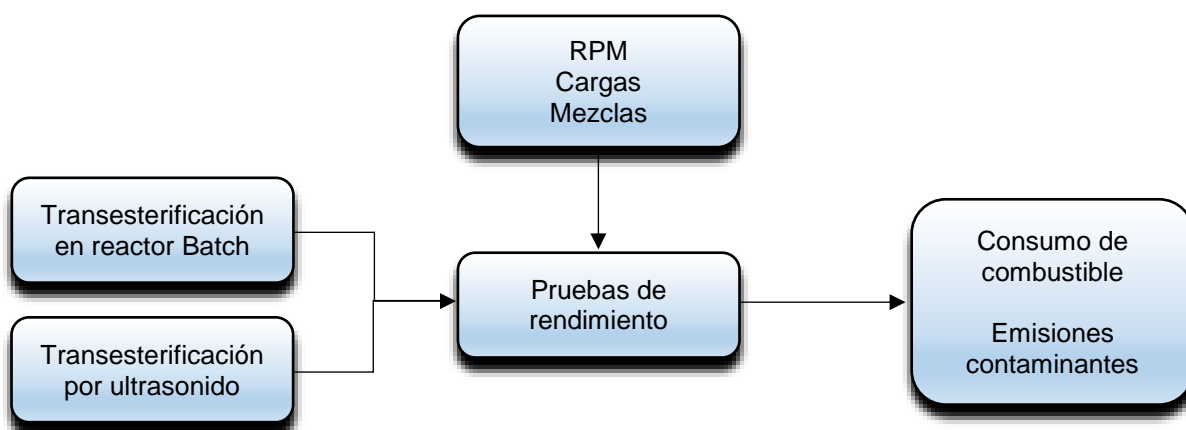 RPM
Cargas
Mezclas
Transesterificación
en reactor Batch
Transesterificación
por ultrasonido
Pruebas de
rendimiento
Consumo de
combustible
Emisiones
contaminantes